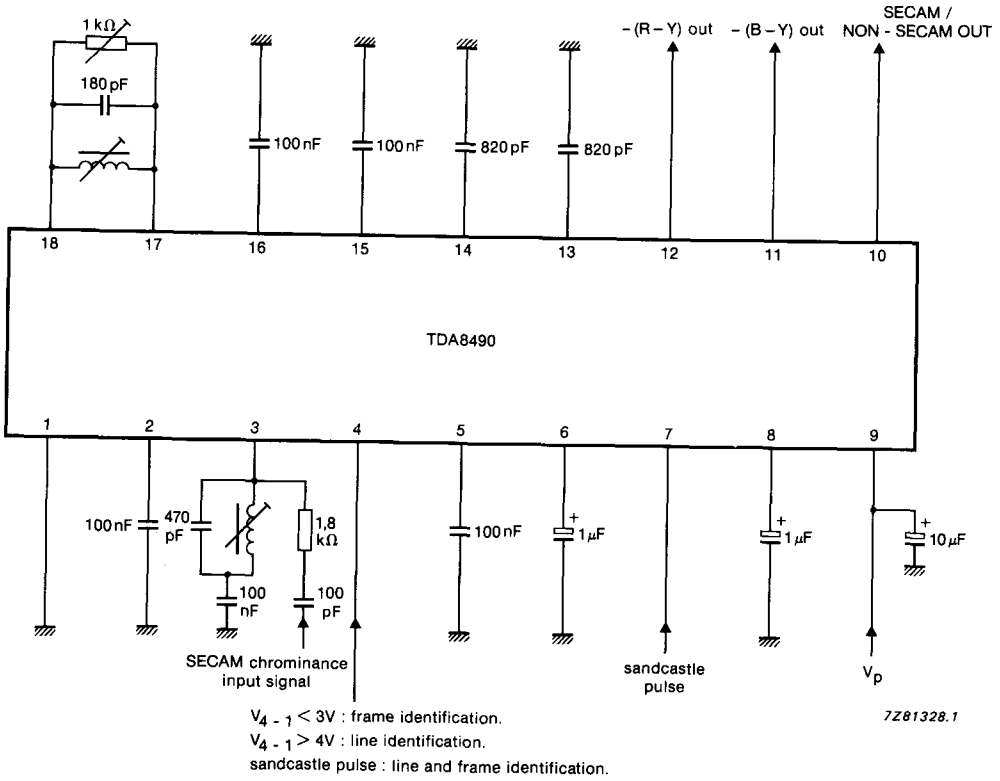 SECAM /
-(R-Y) out
-(B-Y) out
NON - SECAM OUT
1 kΩ
180 pF
100 nF
100 nF
820 pF
820 pF
18
17
16
15
14
13
12
11
10
TDA8490
1
2
3
4
5
6
7
8
9
100 nF
470
pF
1,8
kΩ
100
nF
100
pF
100 nF
+
1 μF
+
1 μF
+
10 μF
SECAM chrominance
input signal
sandcastle
pulse
Vp
V4 - 1 < 3V : frame identification.
V4 - 1 > 4V : line identification.
sandcastle pulse : line and frame identification.
7Z81328.1